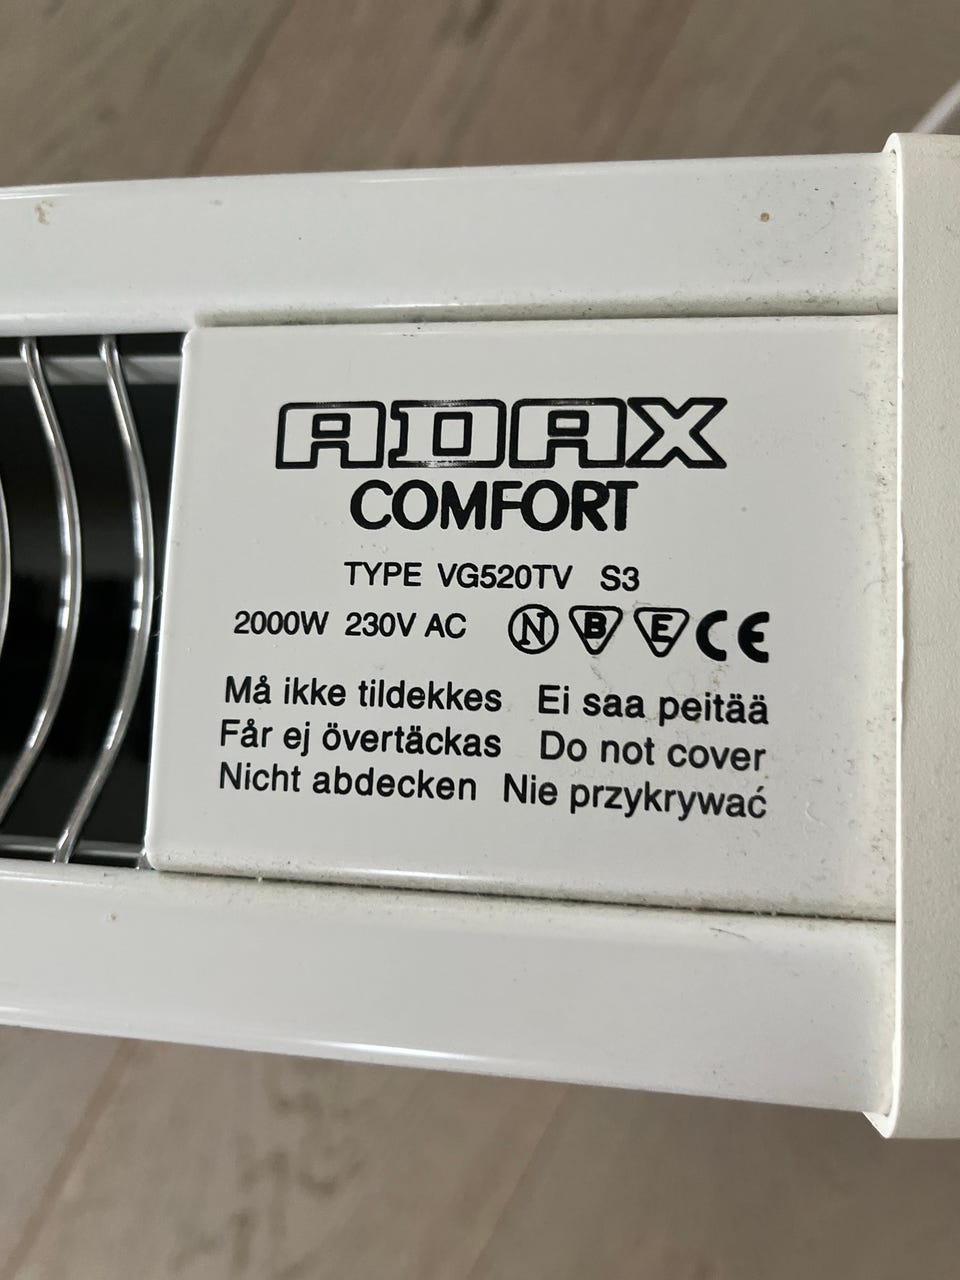 ADAX
COMFORT
TYPE VG520TV S3
2000W 230V AC N B E CE
Må ikke tildekkes Ei saa peitää
Får ej övertäckas Do not cover
Nicht abdecken Nie przykrywać